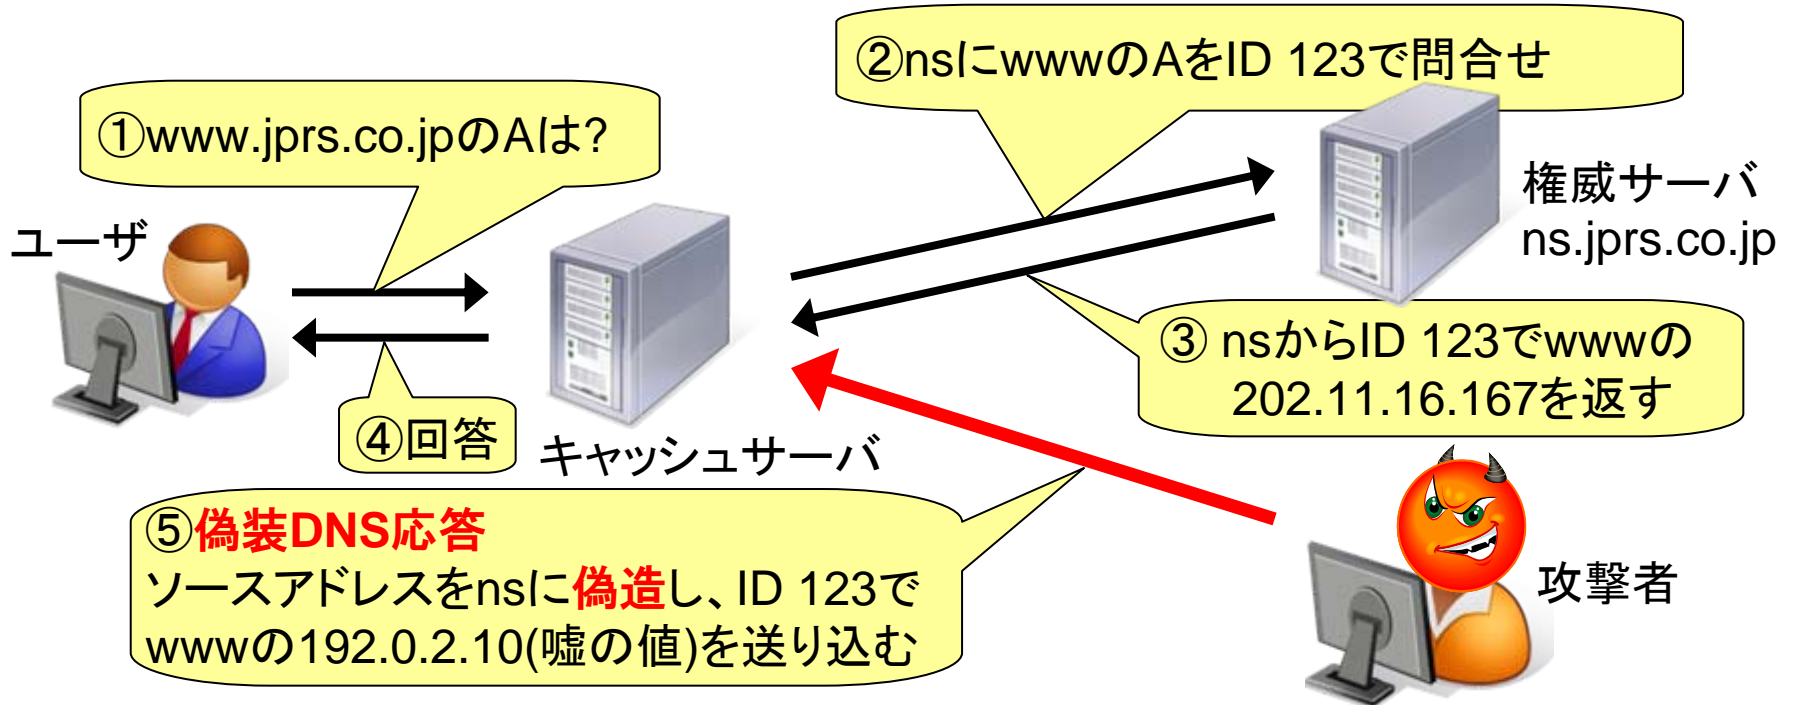 ②nsにwwwのAをID 123で問合せ
①www.jprs.co.jpのAは?
権威サーバ
ns.jprs.co.jp
ユーザ
③ nsからID 123でwwwの
202.11.16.167を返す
④回答
キャッシュサーバ
⑤偽装DNS応答
ソースアドレスをnsに偽造し、ID 123で
wwwの192.0.2.10(嘘の値)を送り込む
攻撃者